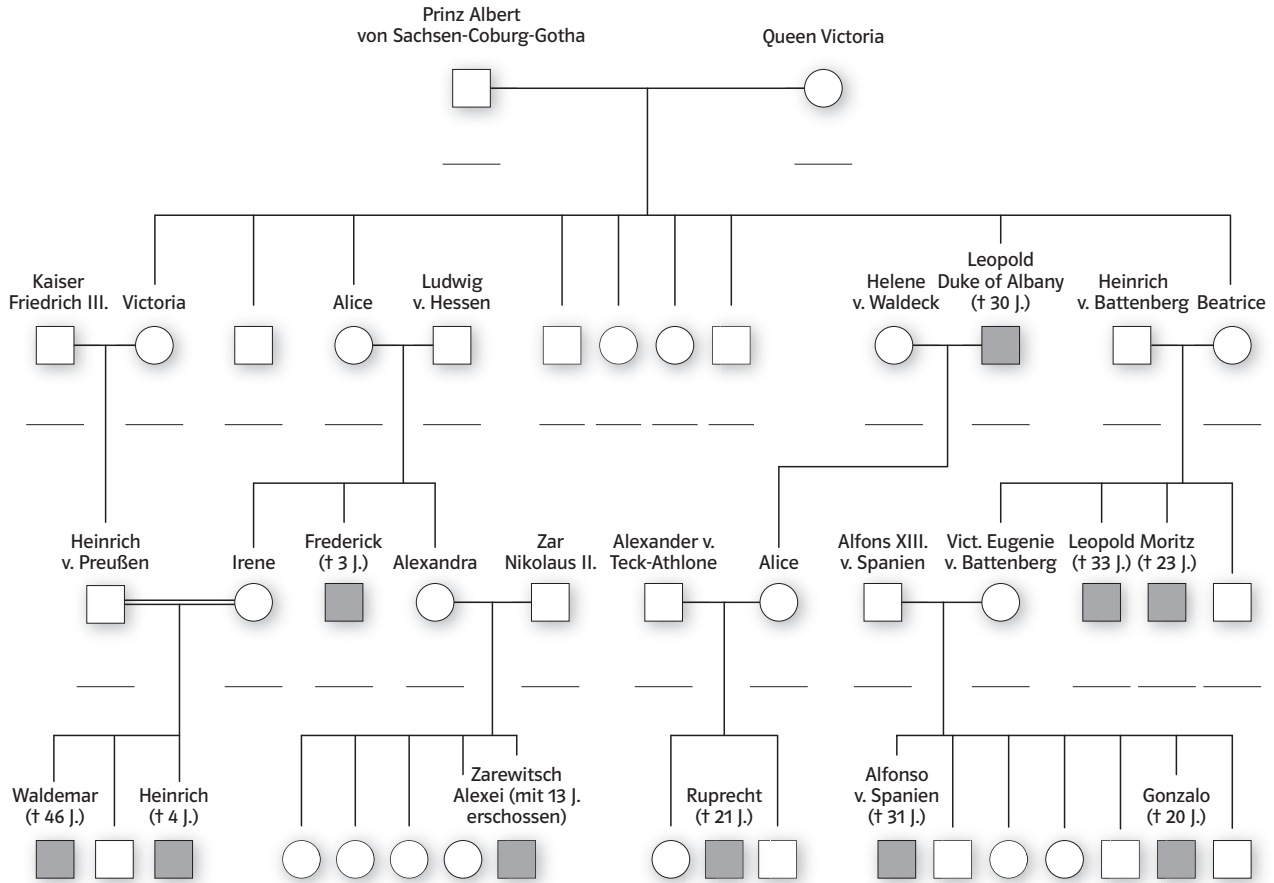 Prinz Albert
von Sachsen-Coburg-Gotha
Queen Victoria
Kaiser
Friedrich III.
Victoria
Alice
Ludwig
v. Hessen
Helene
v. Waldeck
Leopold
Duke of Albany
(† 30 J.)
Heinrich
v. Battenberg
Beatrice
Heinrich
v. Preußen
Irene
Frederick
(† 3 J.)
Alexandra
Zar
Nikolaus II.
Alexander v.
Teck-Athlone
Alice
Alfons XIII.
v. Spanien
Vict. Eugenie
v. Battenberg
Leopold
(† 33 J.)
Moritz
(† 23 J.)
Waldemar
(† 46 J.)
Heinrich
(† 4 J.)
Zarewitsch
Alexei (mit 13 J.
erschossen)
Ruprecht
(† 21 J.)
Alfonso
v. Spanien
(† 31 J.)
Gonzalo
(† 20 J.)